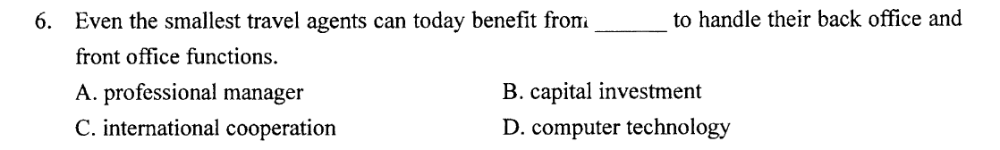 6. Even the smallest travel agents can today benefit from ______ to handle their back office and
front office functions.
A. professional manager B. capital investment
C. international cooperation D. computer technology